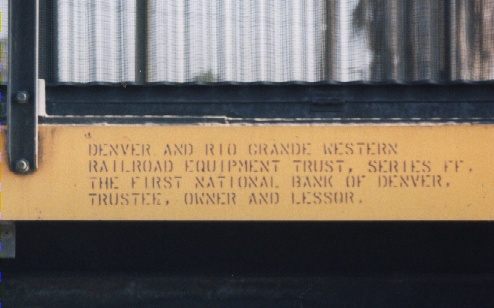 "
DENVER AND RIO GRANDE WESTERN
RAILROAD EQUIPMENT TRUST, SERIES FF,
THE FIRST NATIONAL BANK OF DENVER,
TRUSTEE, OWNER AND LESSOR.